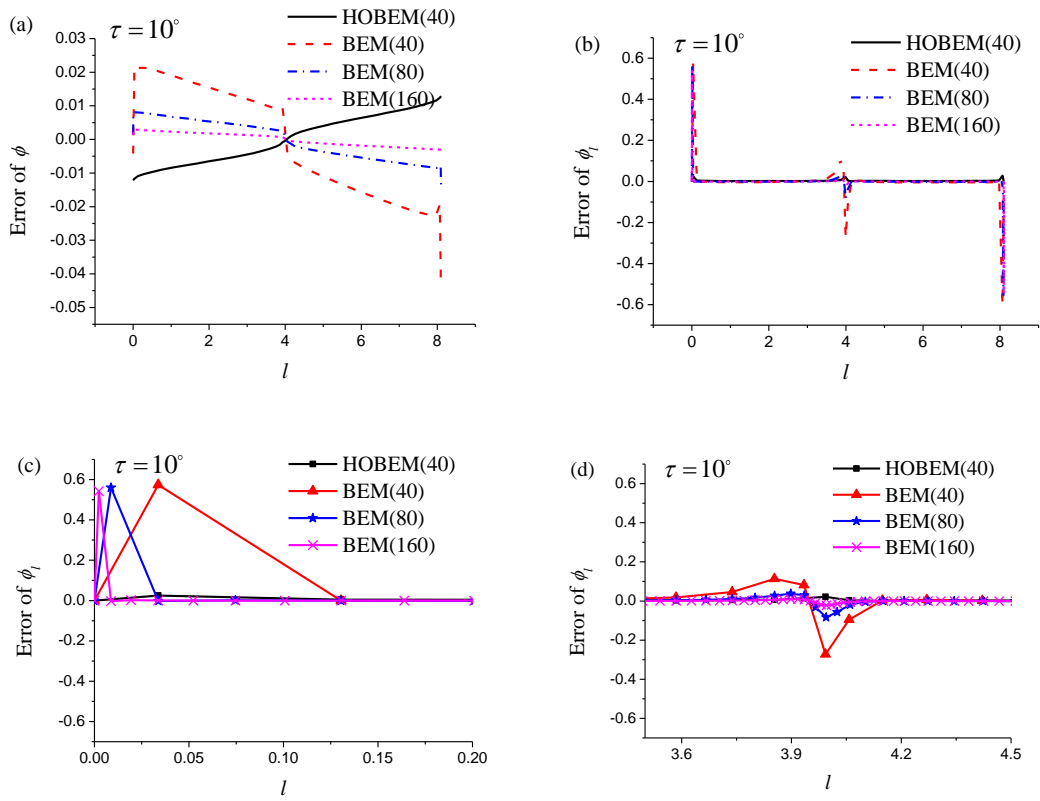 (a)
τ = 10°
HOBEM(40)
BEM(40)
BEM(80)
BEM(160)
0.03
0.02
0.01
0.00
-0.01
-0.02
-0.03
-0.04
-0.05
Error of ϕ
0 2 4 6 8
l
(b)
τ = 10°
HOBEM(40)
BEM(40)
BEM(80)
BEM(160)
0.6
0.4
0.2
0.0
-0.2
-0.4
-0.6
Error of ϕ_l
0 2 4 6 8
l
(c)
τ = 10°
HOBEM(40)
BEM(40)
BEM(80)
BEM(160)
0.6
0.4
0.2
0.0
-0.2
-0.4
-0.6
Error of ϕ_l
0.00 0.05 0.10 0.15 0.20
l
(d)
τ = 10°
HOBEM(40)
BEM(40)
BEM(80)
BEM(160)
0.6
0.4
0.2
0.0
-0.2
-0.4
-0.6
Error of ϕ_l
3.6 3.9 4.2 4.5
l